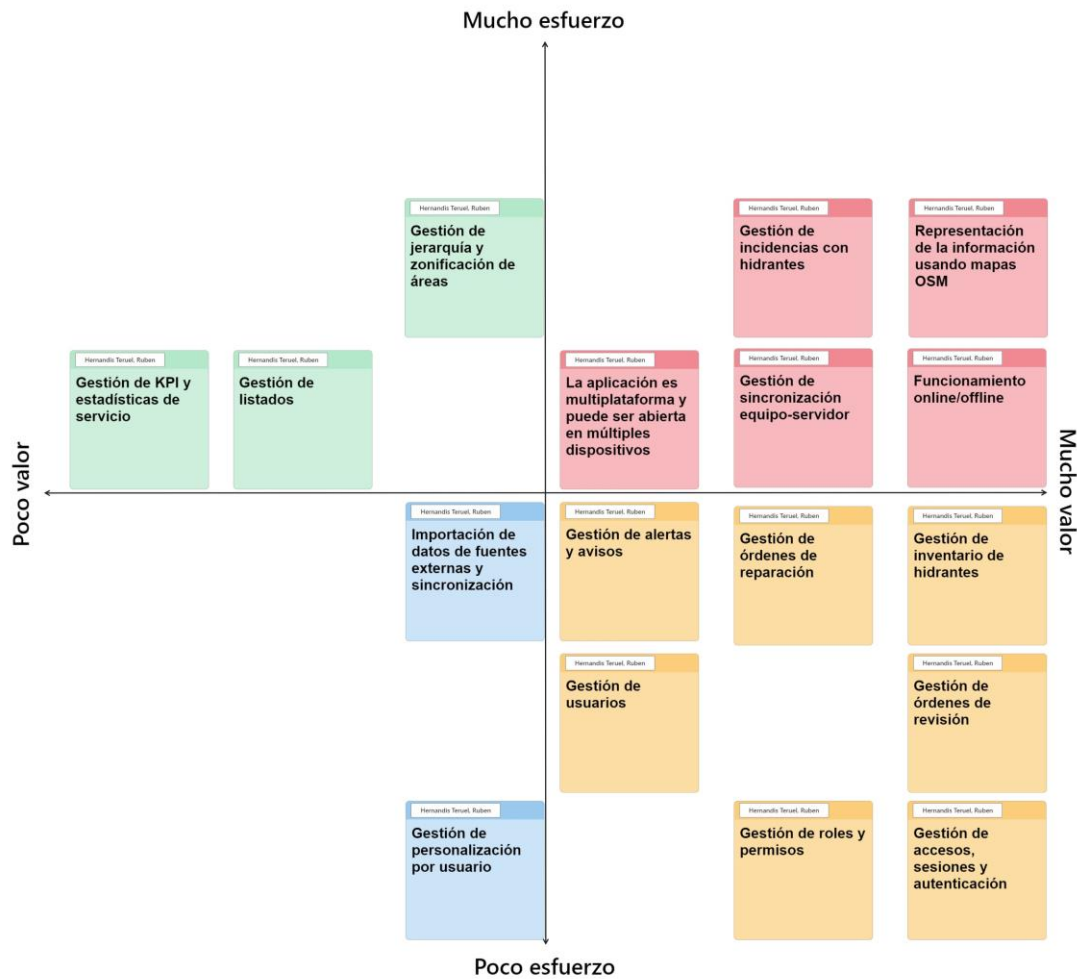 Mucho esfuerzo
Hernandis Teruel, Ruben
Gestión de
jerarquía y
zonificación de
áreas
Hernandis Teruel, Ruben
Gestión de
incidencias con
hidrantes
Hernandis Teruel, Ruben
Representación
de la información
usando mapas
OSM
Hernandis Teruel, Ruben
Gestión de KPI y
estadísticas de
servicio
Hernandis Teruel, Ruben
Gestión de
listados
Hernandis Teruel, Ruben
La aplicación es
multiplataforma y
puede ser abierta
en múltiples
dispositivos
Hernandis Teruel, Ruben
Gestión de
sincronización
equipo-servidor
Hernandis Teruel, Ruben
Funcionamiento
online/offline
Poco valor
Mucho valor
Hernandis Teruel, Ruben
Importación de
datos de fuentes
externas y
sincronización
Hernandis Teruel, Ruben
Gestión de alertas
y avisos
Hernandis Teruel, Ruben
Gestión de
órdenes de
reparación
Hernandis Teruel, Ruben
Gestión de
inventario de
hidrantes
Hernandis Teruel, Ruben
Gestión de
usuarios
Hernandis Teruel, Ruben
Gestión de
órdenes de
revisión
Hernandis Teruel, Ruben
Gestión de
personalización
por usuario
Hernandis Teruel, Ruben
Gestión de roles y
permisos
Hernandis Teruel, Ruben
Gestión de
accesos,
sesiones y
autenticación
Poco esfuerzo